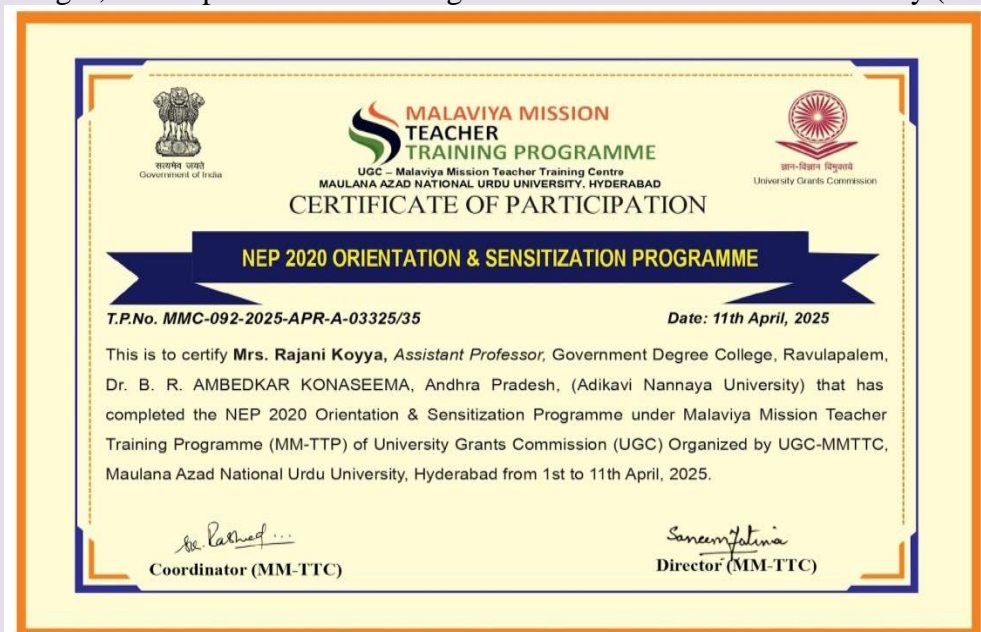 सत्यमेव जयते
Government of India
MALAVIYA MISSION
TEACHER
TRAINING PROGRAMME
UGC – Malaviya Mission Teacher Training Centre
MAULANA AZAD NATIONAL URDU UNIVERSITY, HYDERABAD
ज्ञान-विज्ञान विमुक्तये
University Grants Commission
CERTIFICATE OF PARTICIPATION
NEP 2020 ORIENTATION & SENSITIZATION PROGRAMME
T.P.No. MMC-092-2025-APR-A-03325/35
Date: 11th April, 2025
This is to certify Mrs. Rajani Koyya, Assistant Professor, Government Degree College, Ravulapalem,
Dr. B. R. AMBEDKAR KONASEEMA, Andhra Pradesh, (Adikavi Nannaya University) that has
completed the NEP 2020 Orientation & Sensitization Programme under Malaviya Mission Teacher
Training Programme (MM-TTP) of University Grants Commission (UGC) Organized by UGC-MMTTC,
Maulana Azad National Urdu University, Hyderabad from 1st to 11th April, 2025.
Saneem Fatima
Coordinator (MM-TTC)
Director (MM-TTC)